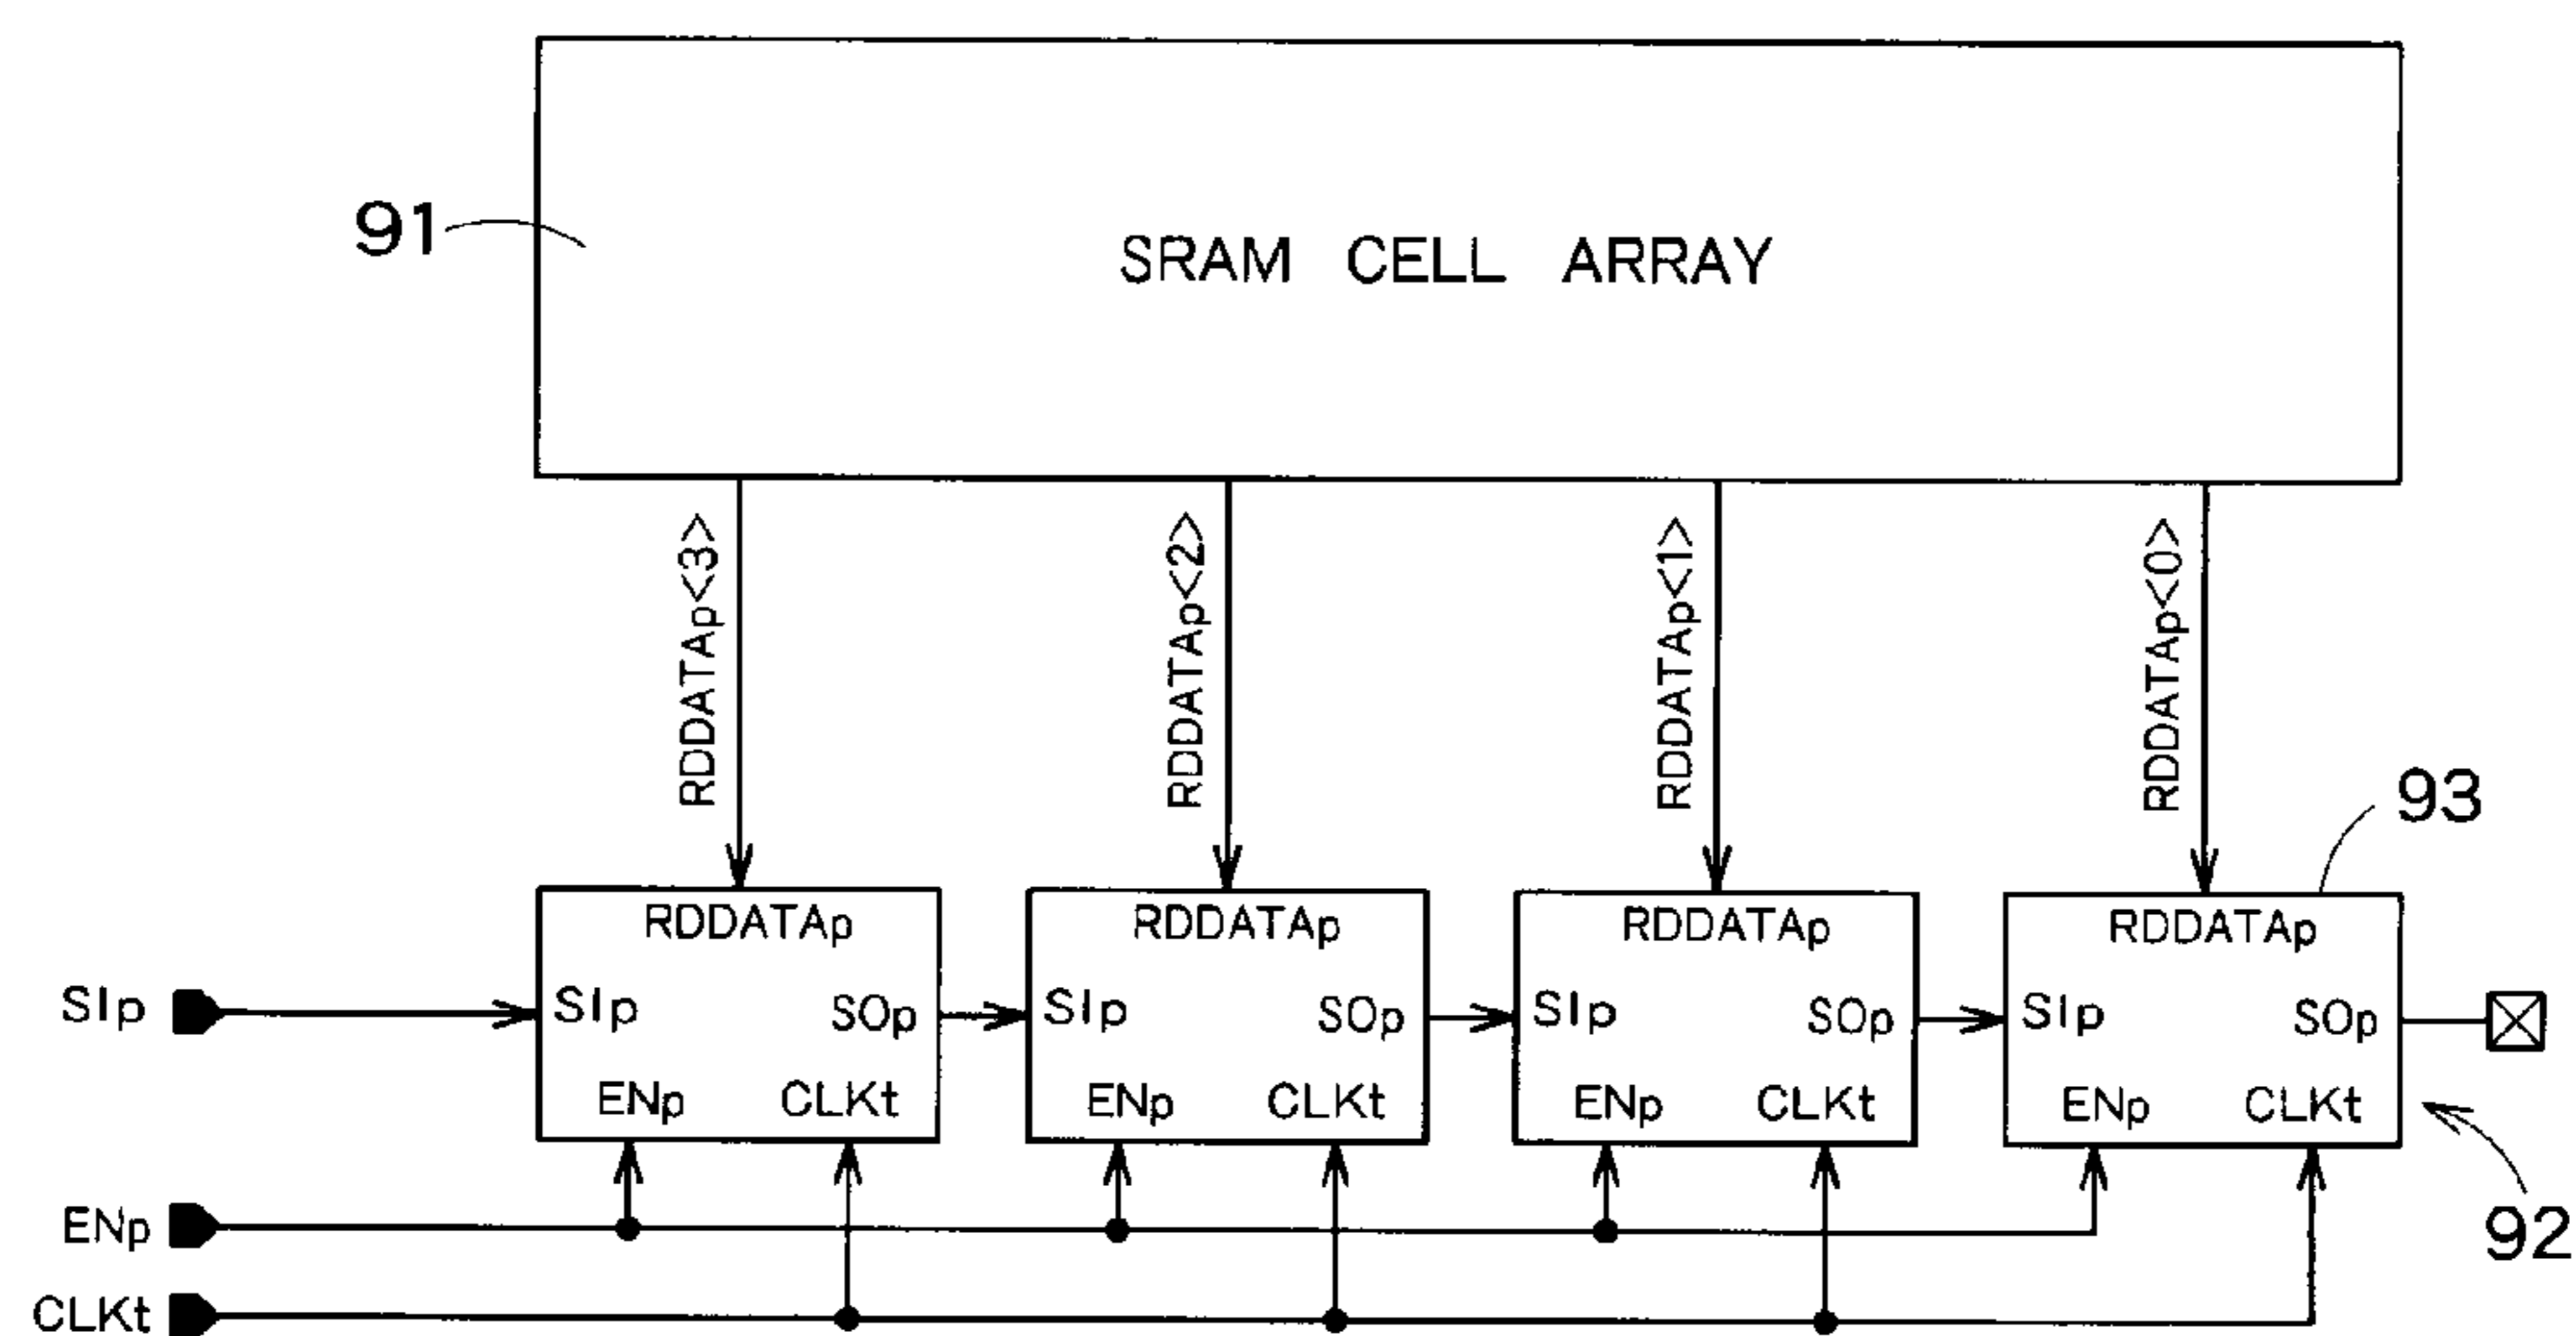 91
SRAM CELL ARRAY
RDDATAp<3>
RDDATAp<2>
RDDATAp<1>
RDDATAp<0>
93
RDDATAp
RDDATAp
RDDATAp
RDDATAp
SIp
SIp
SOp
SIp
SOp
SIp
SOp
SIp
SOp
ENp
CLKt
ENp
CLKt
ENp
CLKt
ENp
CLKt
ENp
92
CLKt